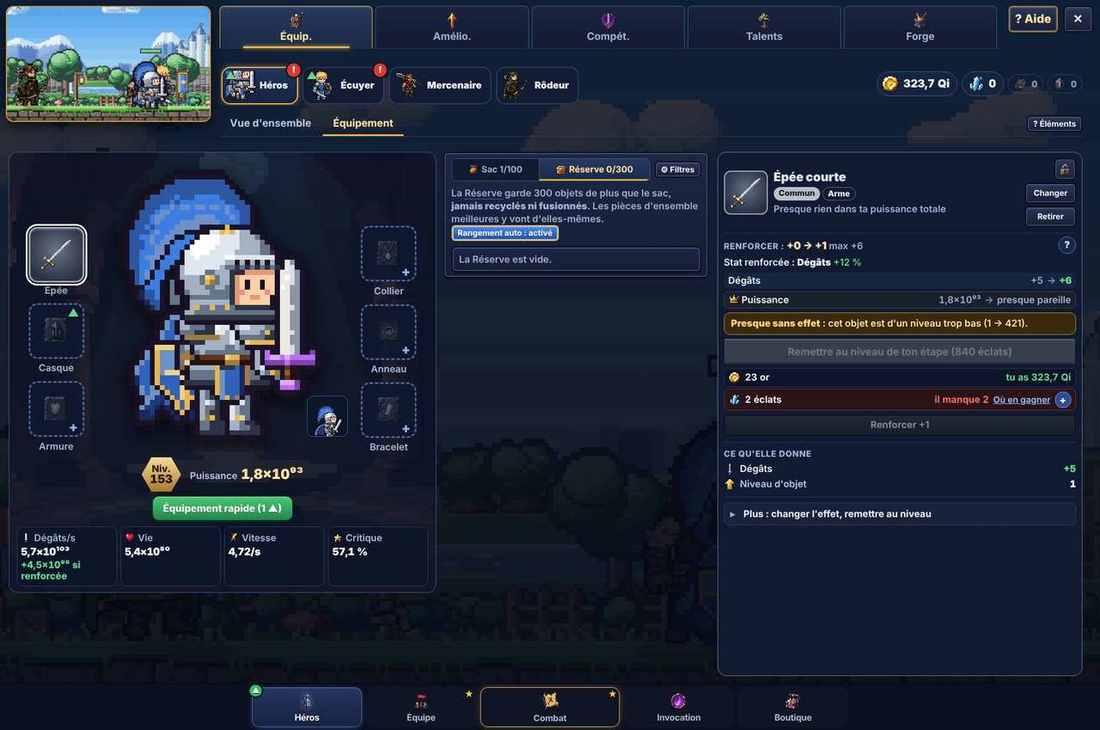 Équip.
Amélio.
Compét.
Talents
Forge
? Aide
✕
Héros
!
Écuyer
!
Mercenaire
Rôdeur
323,7 Qi
0
0
0
Vue d'ensemble
Équipement
? Éléments
Épée
Casque
Armure
Collier
Anneau
Bracelet
Niv.
153
Puissance 1,8×10⁹³
Équipement rapide (1 ▲)
Dégâts/s
5,7×10¹⁰³
+4,5×10⁹⁸ si
renforcée
Vie
5,4×10⁸⁰
Vitesse
4,72/s
Critique
57,1 %
Sac 1/100
Réserve 0/300
Filtres
La Réserve garde 300 objets de plus que le sac,
jamais recyclés ni fusionnés. Les pièces d'ensemble
meilleures y vont d'elles-mêmes.
Rangement auto : activé
La Réserve est vide.
Épée courte
Commun
Arme
Presque rien dans ta puissance totale
Changer
Retirer
RENFORCER : +0 → +1 max +6
?
Stat renforcée : Dégâts +12 %
Dégâts
+5 → +6
Puissance
1,8×10⁹³ → presque pareille
Presque sans effet : cet objet est d'un niveau trop bas (1 → 421).
Remettre au niveau de ton étape (840 éclats)
23 or
tu as 323,7 Qi
2 éclats
il manque 2 Où en gagner +
Renforcer +1
CE QU'ELLE DONNE
Dégâts
+5
Niveau d'objet
1
▸ Plus : changer l'effet, remettre au niveau
Héros
Équipe
Combat
Invocation
Boutique